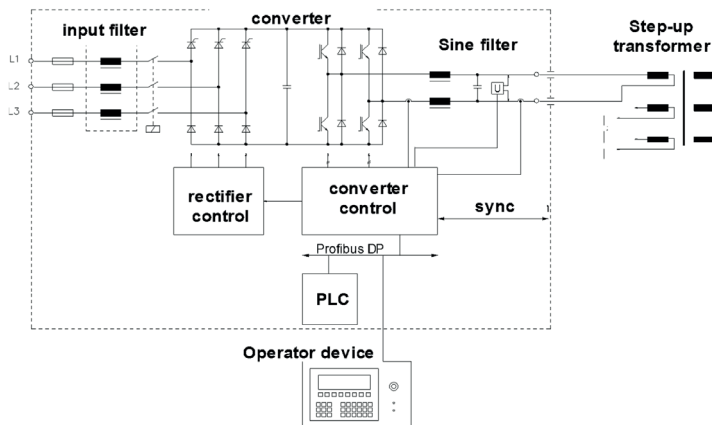 converter
input filter
Sine filter
Step-up
transformer
L1
L2
L3
U
rectifier
control
converter
control
sync
Profibus DP
PLC
Operator device